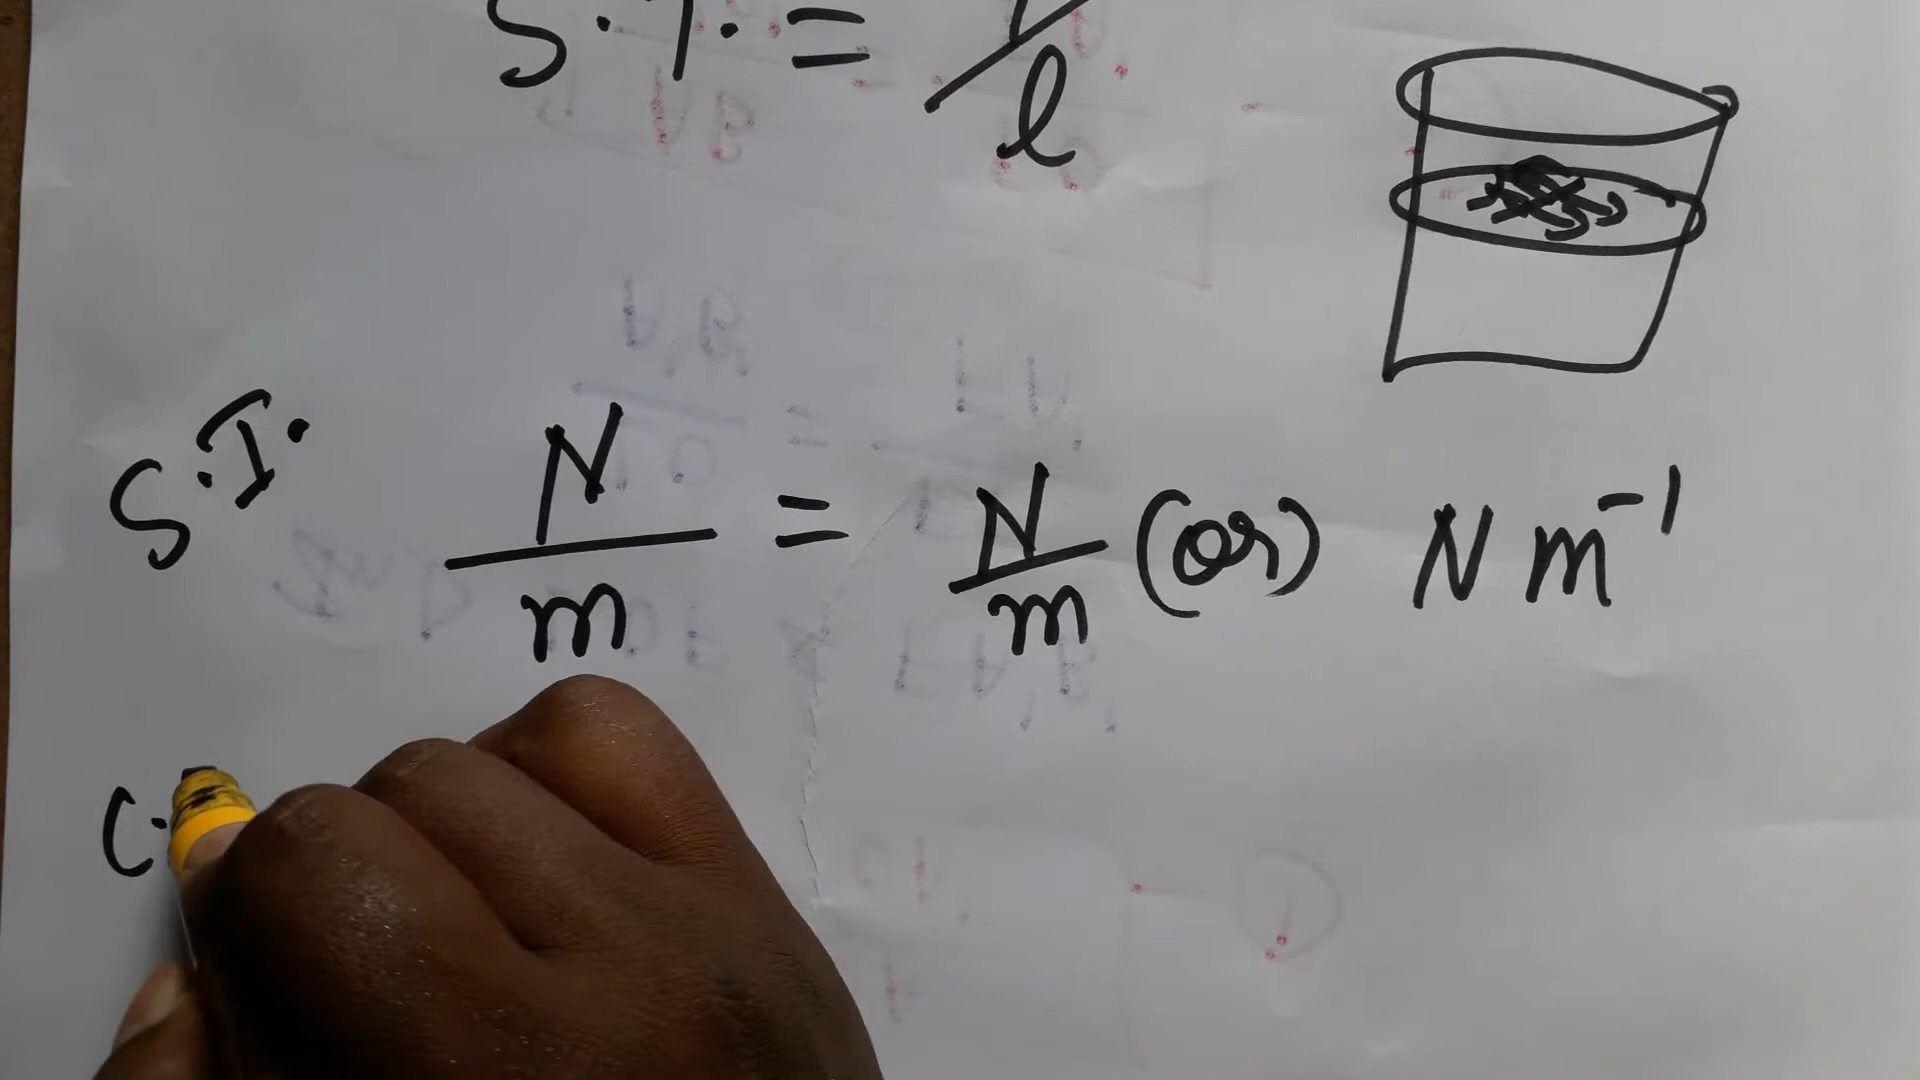 S.T. = F/l
S.I. N/m = N/m (or) N m⁻¹
C.